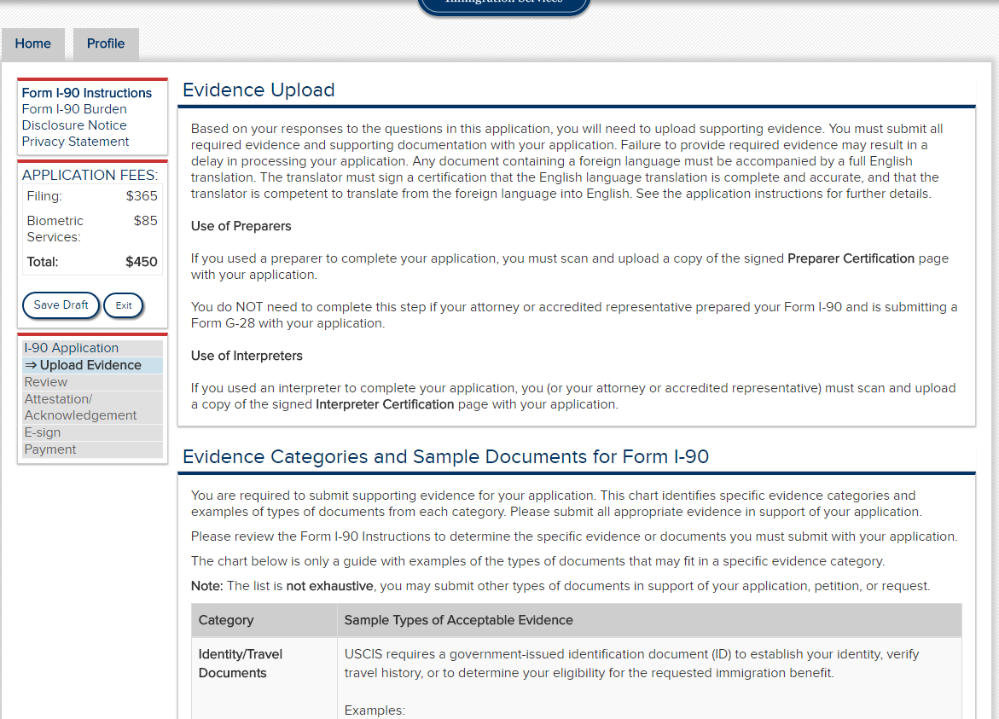 Immigration Services
Home
Profile
Form I-90 Instructions
Form I-90 Burden
Disclosure Notice
Privacy Statement
APPLICATION FEES:
Filing: $365
Biometric $85
Services:
Total: $450
Save Draft
Exit
I-90 Application
⇒ Upload Evidence
Review
Attestation/
Acknowledgement
E-sign
Payment
Evidence Upload
Based on your responses to the questions in this application, you will need to upload supporting evidence. You must submit all
required evidence and supporting documentation with your application. Failure to provide required evidence may result in a
delay in processing your application. Any document containing a foreign language must be accompanied by a full English
translation. The translator must sign a certification that the English language translation is complete and accurate, and that the
translator is competent to translate from the foreign language into English. See the application instructions for further details.
Use of Preparers
If you used a preparer to complete your application, you must scan and upload a copy of the signed Preparer Certification page
with your application.
You do NOT need to complete this step if your attorney or accredited representative prepared your Form I-90 and is submitting a
Form G-28 with your application.
Use of Interpreters
If you used an interpreter to complete your application, you (or your attorney or accredited representative) must scan and upload
a copy of the signed Interpreter Certification page with your application.
Evidence Categories and Sample Documents for Form I-90
You are required to submit supporting evidence for your application. This chart identifies specific evidence categories and
examples of types of documents from each category. Please submit all appropriate evidence in support of your application.
Please review the Form I-90 Instructions to determine the specific evidence or documents you must submit with your application.
The chart below is only a guide with examples of the types of documents that may fit in a specific evidence category.
Note: The list is not exhaustive, you may submit other types of documents in support of your application, petition, or request.
Category
Sample Types of Acceptable Evidence
Identity/Travel
Documents
USCIS requires a government-issued identification document (ID) to establish your identity, verify
travel history, or to determine your eligibility for the requested immigration benefit.
Examples: